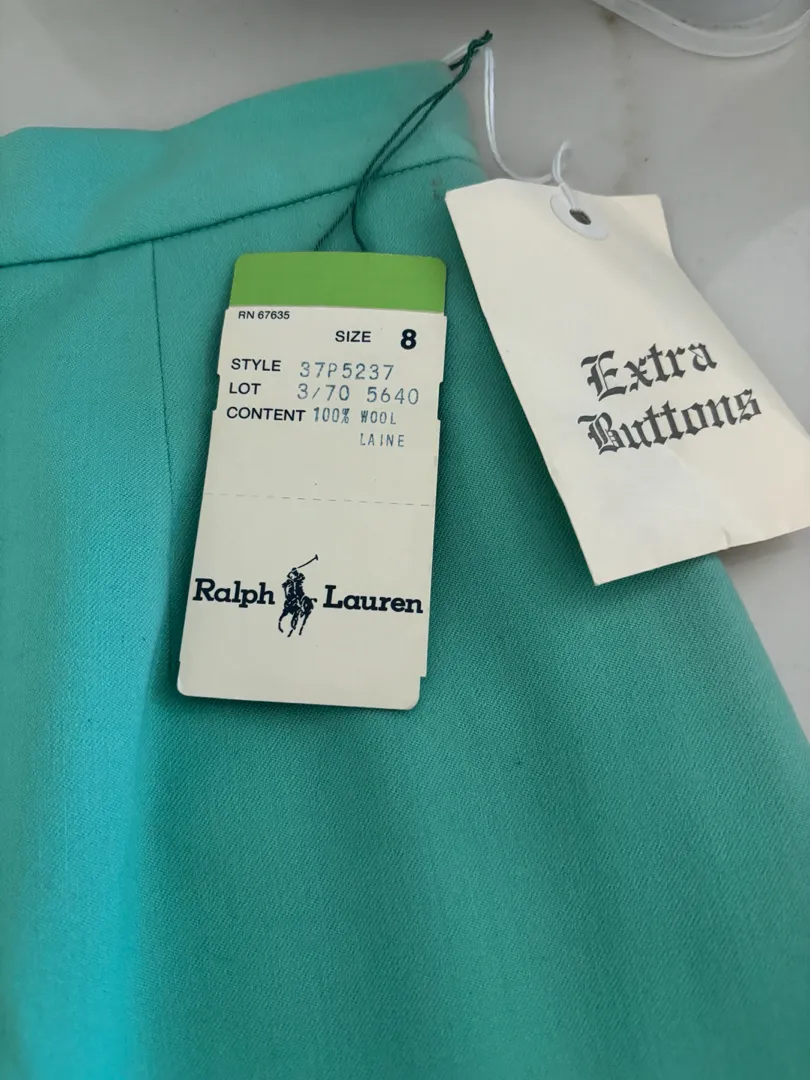 RN 67635
SIZE 8
STYLE 37P5237
LOT 3/70 5640
CONTENT 100% WOOL
LAINE
Ralph Lauren
Extra
Buttons